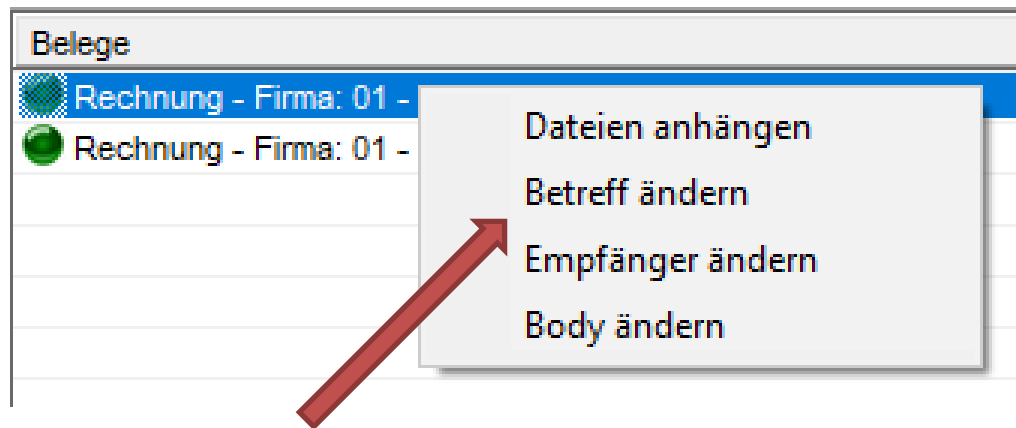 Belege
Rechnung - Firma: 01 -
Rechnung - Firma: 01 -
Dateien anhängen
Betreff ändern
Empfänger ändern
Body ändern